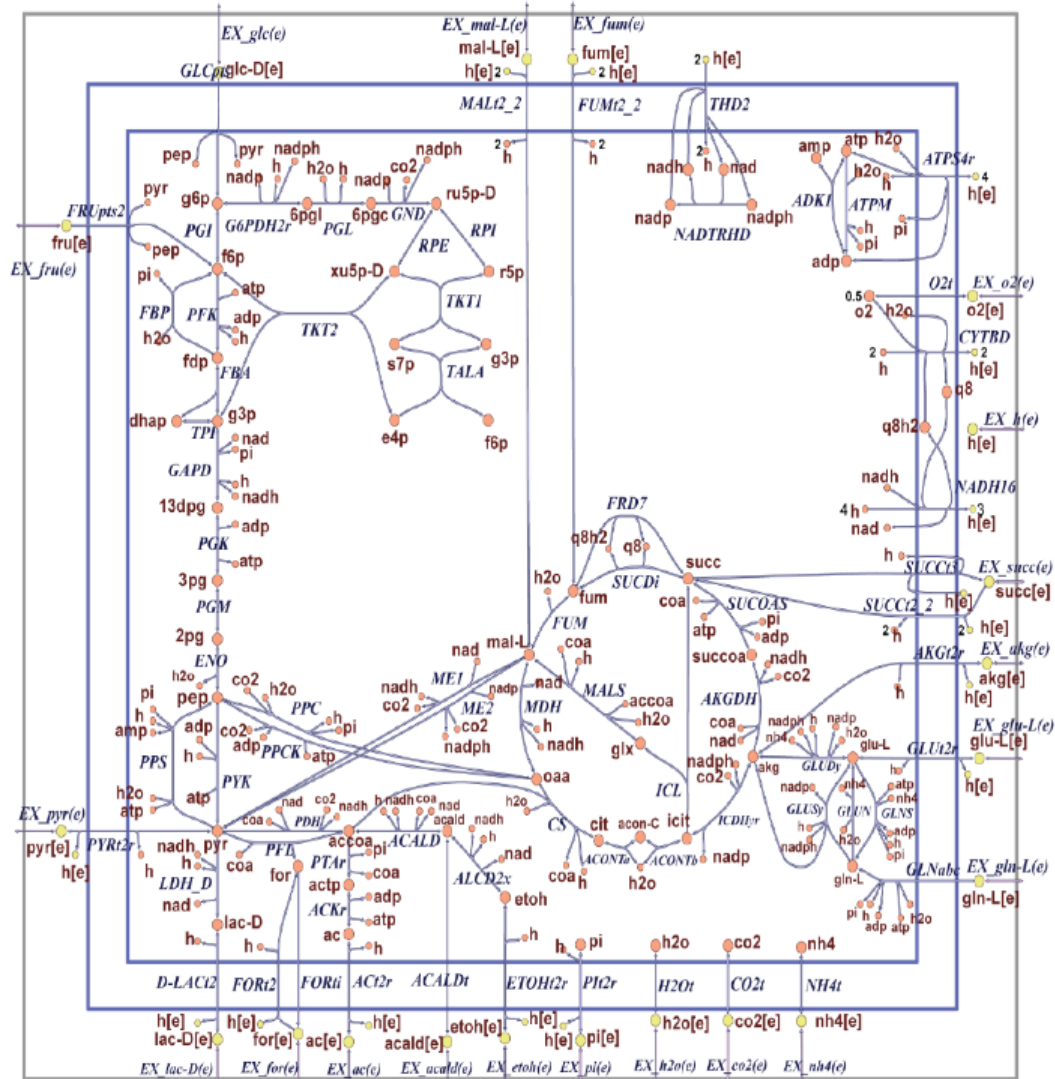 EX_glc(e)
EX_mal-L(e)
EX_fum(e)
mal-L[e]
fum[e]
h[e]
GLCpts
glc-D[e]
h[e] 2
2 h[e]
2
MALt2_2
FUMt2_2
THD2
2 h
2 h
2 h
pep
pyr
nadph
h
nadp
h2o
h
nadp
co2
nadph
nadh
nad
amp
atp
h2o
ATPS4r
h2o
h
4
h[e]
ADK1
ATPM
pyr
g6p
G6PDH2r
6pgl
PGL
6pgc
GND
ru5p-D
nadp
nadph
NADTRHD
h
pi
pi
adp
FRUpts2
fru[e]
EX_fru(e)
pep
PGI
f6p
RPE
RPI
xu5p-D
r5p
pi
atp
FBP
PFK
adp
h
h2o
TKT2
TKT1
O2t
EX_o2(e)
0.5
o2
h2o
o2[e]
CYTBD
2
h
2
h[e]
fdp
FBA
s7p
g3p
TALA
q8
dhap
TPI
g3p
e4p
f6p
q8h2
EX_h(e)
h[e]
nad
pi
GAPD
h
nadh
13dpg
nadh
NADH16
4 h
3
h[e]
nad
adp
PGK
atp
3pg
FRD7
q8h2
q8
succ
h
SUCCt3
EX_succ(e)
succ[e]
h[e]
PGM
2pg
h2o
fum
SUCDi
coa
atp
SUCOAS
pi
adp
SUCCt2_2
2 h
2
h[e]
FUM
mal-L
coa
h
succoa
nadh
co2
AKGt2r
EX_akg(e)
akg[e]
h
h[e]
ENO
h2o
pep
co2
h2o
PPC
nad
nadh
co2
ME1
ME2
nadp
nad
co2
nadph
MDH
h
nadh
MALS
accoa
h2o
glx
AKGDH
coa
nad
akg
pi
h
amp
adp
h
PPS
PYK
co2
adp
PPCK
h
pi
atp
oaa
nadph
co2
nadph
nh4
h
GLUDy
nadp
h2o
glu-L
GLUt2r
EX_glu-L(e)
glu-L[e]
h
h[e]
h2o
atp
atp
ICL
ICDHyr
nadp
GLUSy
nadp
h
nadph
GLUN
nh4
h2o
h
atp
nh4
GLNS
adp
h
pi
EX_pyr(e)
pyr[e]
h[e]
PYRt2r
h
pyr
coa
nad
PDH
co2
nadh
accoa
h
nadh
coa
nad
acald
ACALD
h2o
CS
coa
h
cit
acon-C
icit
ACONTa
ACONTb
h2o
gln-L
GLNabc
EX_gln-L(e)
gln-L[e]
pi
h
adp
atp
h2o
nadh
h
LDH_D
nad
lac-D
coa
PFL
for
PTAr
pi
coa
actp
ACKr
adp
atp
ac
h
nadh
nad
ALCD2x
etoh
h
h
h
pi
h
h2o
co2
nh4
D-LACt2
FORt2
FORti
ACt2r
ACALDt
ETOHt2r
PIt2r
H2Ot
CO2t
NH4t
h[e]
lac-D[e]
h[e]
for[e]
h[e]
ac[e]
acald[e]
etoh[e]
h[e]
h[e]
pi[e]
h2o[e]
co2[e]
nh4[e]
EX_lac-D(e)
EX_for(e)
EX_ac(e)
EX_acald(e)
EX_etoh(e)
EX_pi(e)
EX_h2o(e)
EX_co2(e)
EX_nh4(e)